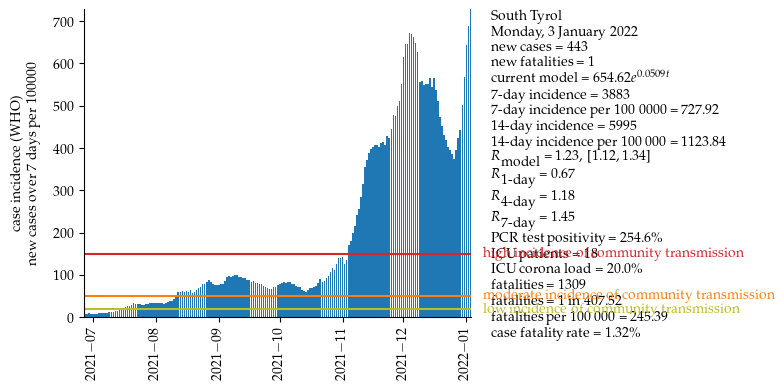 case incidence (WHO)
new cases over 7 days per 100000
700
600
500
400
300
200
100
0
2021–07
2021–08
2021–09
2021–10
2021–11
2021–12
2022–01
South Tyrol
Monday, 3 January 2022
new cases = 443
new fatalities = 1
current model = 654.62e^0.0509t
7-day incidence = 3883
7-day incidence per 100 0000 = 727.92
14-day incidence = 5995
14-day incidence per 100 000 = 1123.84
R_model = 1.23, [1.12, 1.34]
R_1-day = 0.67
R_4-day = 1.18
R_7-day = 1.45
PCR test positivity = 254.6%
ICU patients = 18
high incidence of community transmission
ICU corona load = 20.0%
fatalities = 1309
moderate incidence of community transmission
fatalities = 1 in 407.52
low incidence of community transmission
fatalities per 100 000 = 245.39
case fatality rate = 1.32%